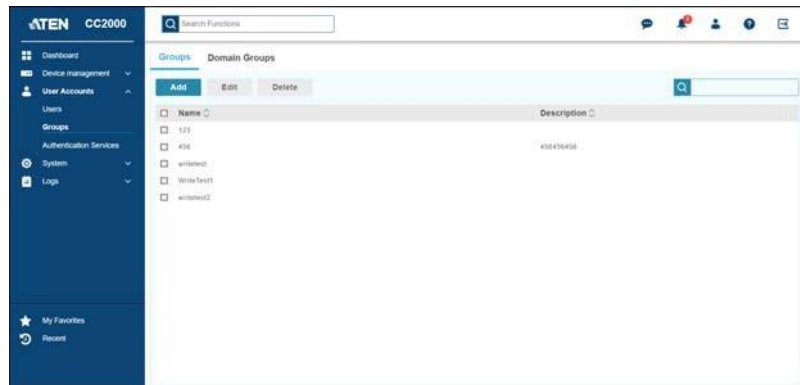 ATEN CC2000
Search Functions
Dashboard
Device management
User Accounts
Users
Groups
Authentication Services
System
Logs
My Favorites
Recent
Groups Domain Groups
Add Edit Delete
Name Description
123
456 456456456
writetest
WriteTest1
writetest3